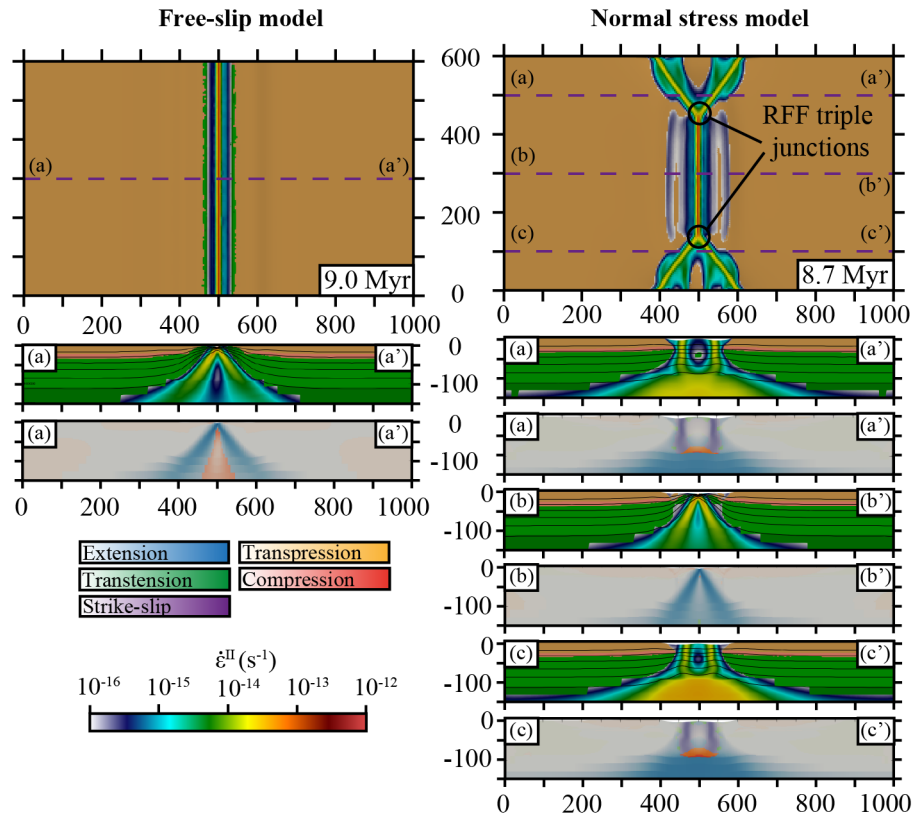 Free-slip model
Normal stress model
(a) (a')
9.0 Myr
0 200 400 600 800 1000
600
400
200
0
(a) (a')
(b) (b')
(c) (c')
RFF triple
junctions
8.7 Myr
0 200 400 600 800 1000
(a) (a')
0
-100
(a) (a')
0
-100
0 200 400 600 800 1000
(a) (a')
(a) (a')
0
-100
(b) (b')
0
-100
(b) (b')
0
-100
(c) (c')
0
-100
(c) (c')
0
-100
0 200 400 600 800 1000
Extension
Transpression
Transtension
Compression
Strike-slip
ε̇ᴵᴵ (s⁻¹)
10⁻¹⁶ 10⁻¹⁵ 10⁻¹⁴ 10⁻¹³ 10⁻¹²